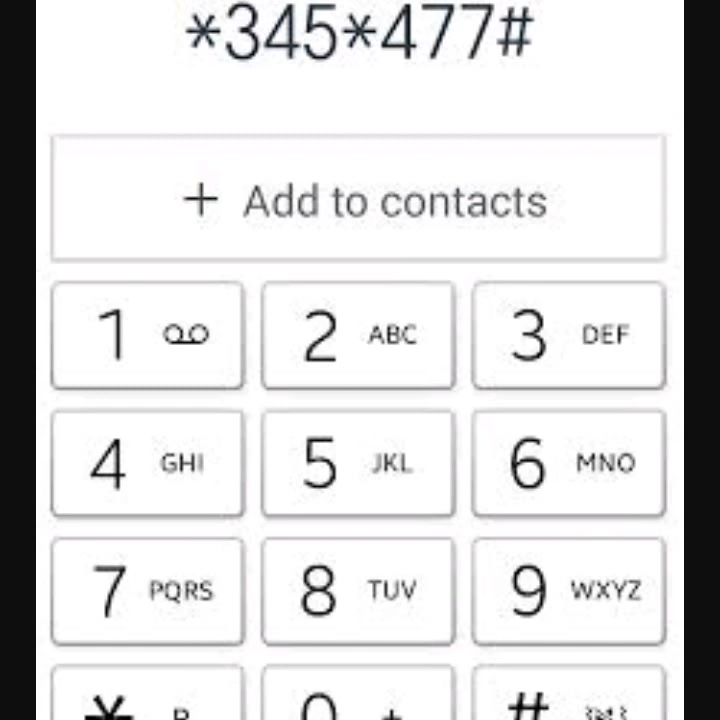 *345*477#
+ Add to contacts
1 2 ABC 3 DEF
4 GHI 5 JKL 6 MNO
7 PQRS 8 TUV 9 WXYZ
* P 0 + #